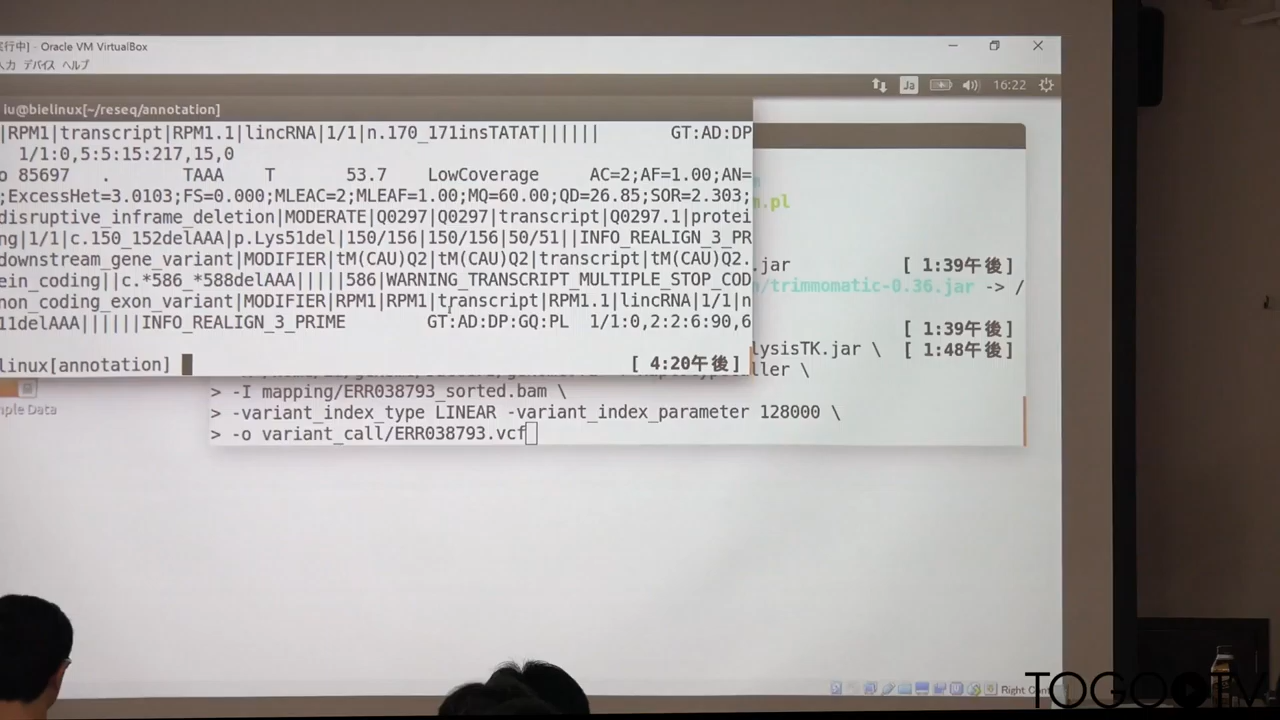 実行中] - Oracle VM VirtualBox
入力 デバイス ヘルプ
Ja
16:22
iu@bielinux[~/reseq/annotation]
|RPM1|transcript|RPM1.1|lincRNA|1/1|n.170_171insTATAT|||||| GT:AD:DP
1/1:0,5:5:15:217,15,0
o 85697 . TAAA T 53.7 LowCoverage AC=2;AF=1.00;AN=
;ExcessHet=3.0103;FS=0.000;MLEAC=2;MLEAF=1.00;MQ=60.00;QD=26.85;SOR=2.303;
disruptive_inframe_deletion|MODERATE|Q0297|Q0297|transcript|Q0297.1|protei
ng|1/1|c.150_152delAAA|p.Lys51del|150/156|150/156|50/51||INFO_REALIGN_3_PR
downstream_gene_variant|MODIFIER|tM(CAU)Q2|tM(CAU)Q2|transcript|tM(CAU)Q2.
ein_coding||c.*586_*588delAAA|||||586|WARNING_TRANSCRIPT_MULTIPLE_STOP_COD
non_coding_exon_variant|MODIFIER|RPM1|RPM1|transcript|RPM1.1|lincRNA|1/1|n
11delAAA||||||INFO_REALIGN_3_PRIME GT:AD:DP:GQ:PL 1/1:0,2:2:6:90,6
linux[annotation] [ 4:20午後]
m.pl
.jar [ 1:39午後]
/trimmomatic-0.36.jar -> /
[ 1:39午後]
lysisTK.jar \ [ 1:48午後]
ller \
> -I mapping/ERR038793_sorted.bam \
> -variant_index_type LINEAR -variant_index_parameter 128000 \
> -o variant_call/ERR038793.vcf
mple Data
Right
TOGO TV